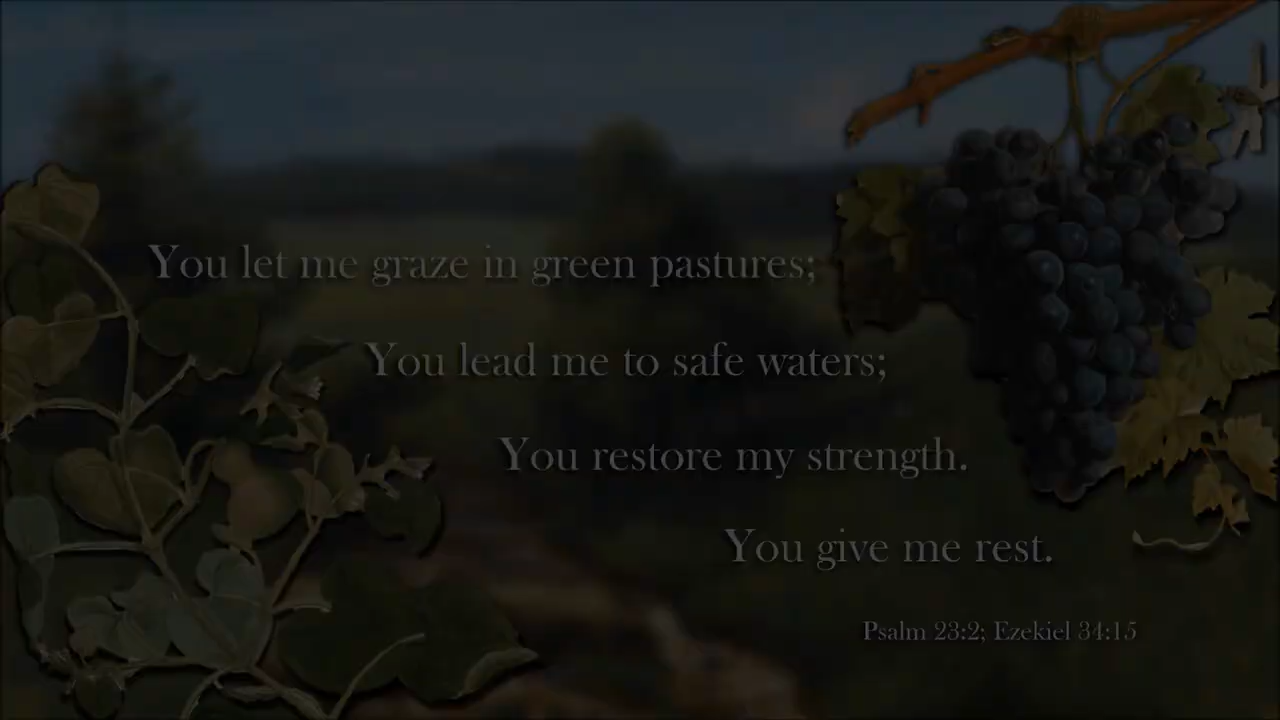 You let me graze in green pastures;
You lead me to safe waters;
You restore my strength.
You give me rest.
Psalm 23:2; Ezekiel 34:15